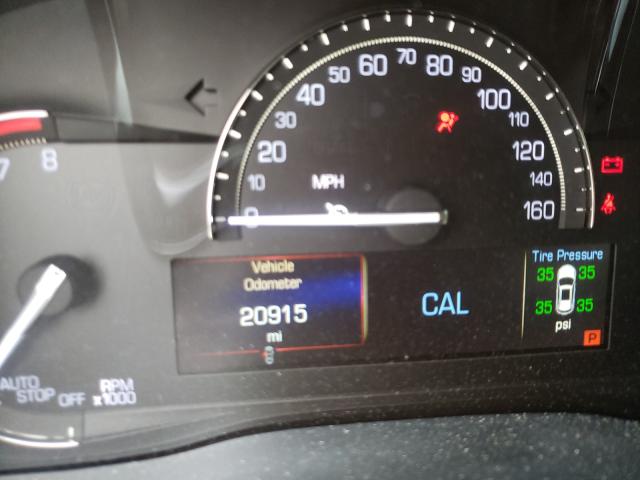 70
60 80
50 90
40 100
30 110
20 120
10 MPH 140
0 160
7 8
Vehicle
Odometer
20915
mi
CAL
Tire Pressure
35 35
35 35
psi
P
AUTO
STOP OFF
RPM
x1000